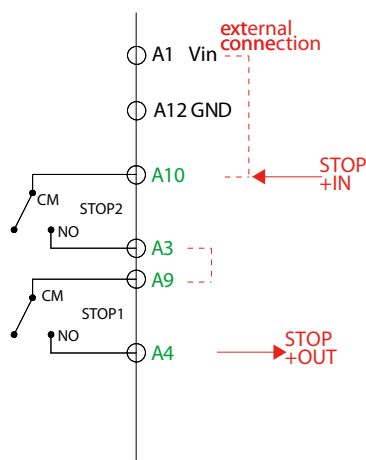 external
connection
A1 Vin
A12 GND
A10
STOP
+IN
CM
STOP2
NO
A3
A9
CM
STOP1
NO
A4
STOP
+OUT